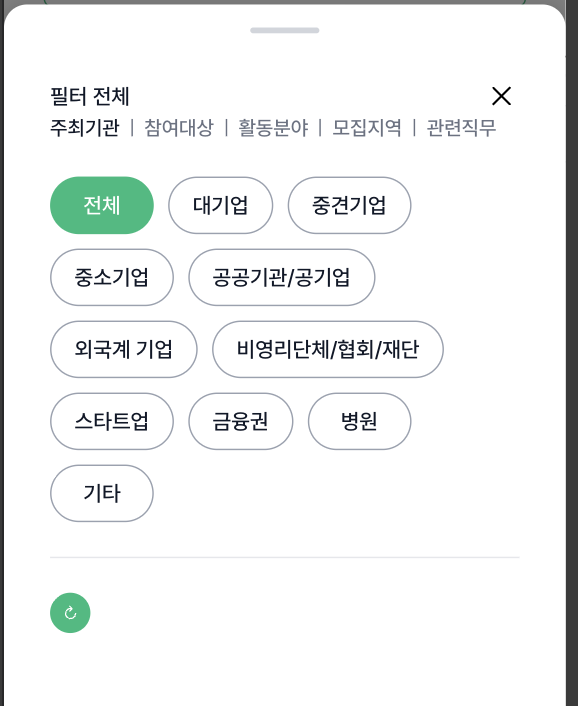 필터 전체
주최기관 | 참여대상 | 활동분야 | 모집지역 | 관련직무
전체 대기업 중견기업
중소기업 공공기관/공기업
외국계 기업 비영리단체/협회/재단
스타트업 금융권 병원
기타